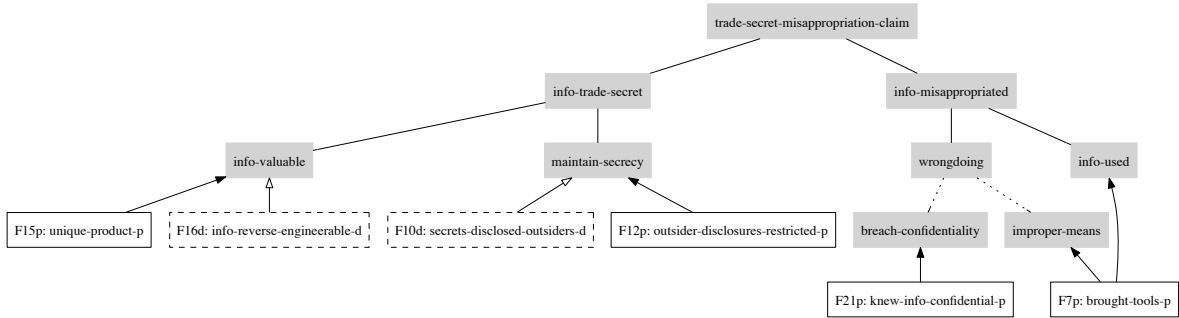 trade-secret-misappropriation-claim
info-trade-secret
info-misappropriated
info-valuable
maintain-secrecy
wrongdoing
info-used
F15p: unique-product-p
F16d: info-reverse-engineerable-d
F10d: secrets-disclosed-outsiders-d
F12p: outsider-disclosures-restricted-p
breach-confidentiality
improper-means
F21p: knew-info-confidential-p
F7p: brought-tools-p